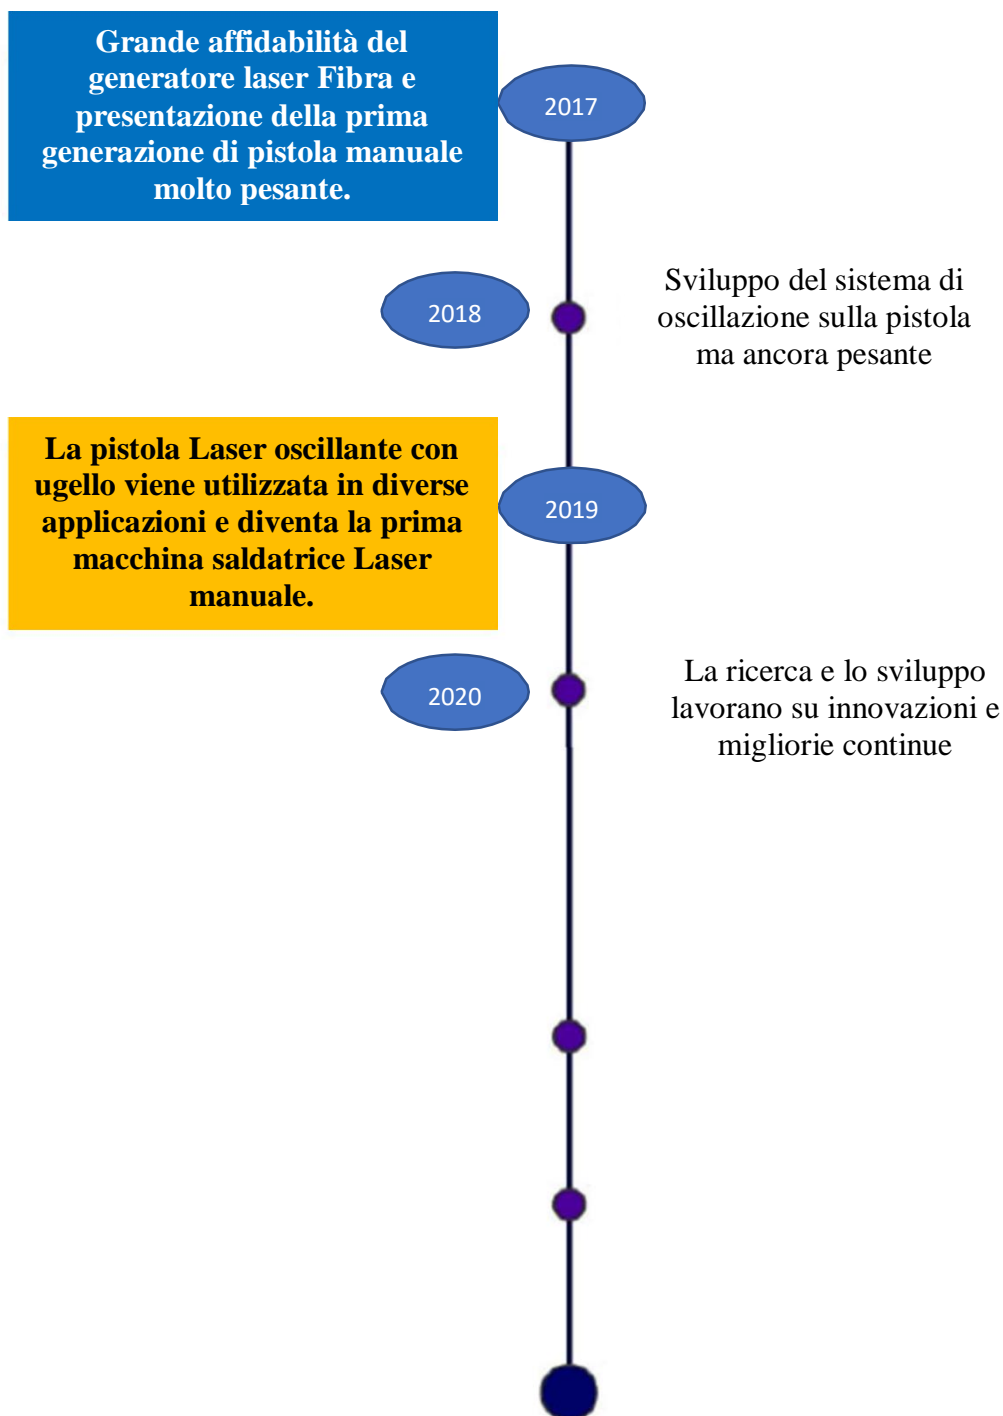 Grande affidabilità del
generatore laser Fibra e
presentazione della prima
generazione di pistola manuale
molto pesante.
2017
2018
Sviluppo del sistema di
oscillazione sulla pistola
ma ancora pesante
La pistola Laser oscillante con
ugello viene utilizzata in diverse
applicazioni e diventa la prima
macchina saldatrice Laser
manuale.
2019
2020
La ricerca e lo sviluppo
lavorano su innovazioni e
migliorie continue